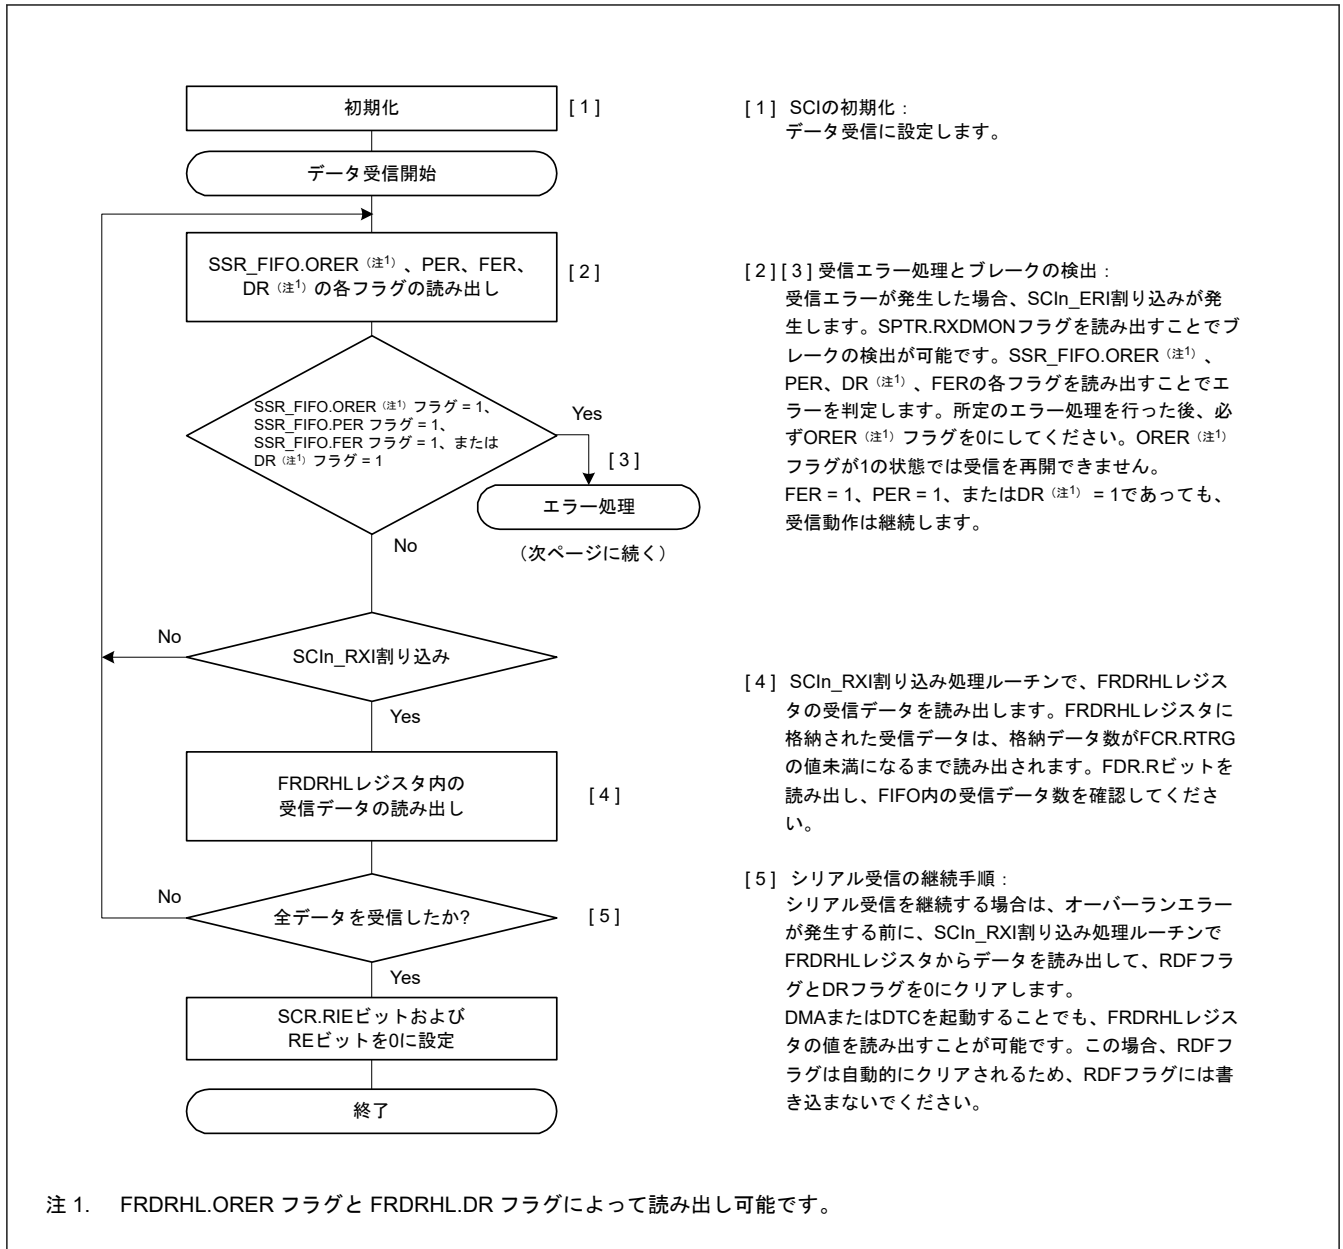 初期化
[ 1 ]
データ受信開始
SSR_FIFO.ORER（注1）、PER、FER、
DR（注1）の各フラグの読み出し
[ 2 ]
SSR_FIFO.ORER（注1）フラグ = 1、
SSR_FIFO.PER フラグ = 1、
SSR_FIFO.FER フラグ = 1、または
DR（注1）フラグ = 1
Yes
[ 3 ]
エラー処理
（次ページに続く）
No
No
SCIn_RXI割り込み
Yes
FRDRHLレジスタ内の
受信データの読み出し
[ 4 ]
No
全データを受信したか?
[ 5 ]
Yes
SCR.RIEビットおよび
REビットを0に設定
終了
[ 1 ] SCIの初期化：
データ受信に設定します。
[ 2 ] [ 3 ] 受信エラー処理とブレークの検出：
受信エラーが発生した場合、SCIn_ERI割り込みが発
生します。SPTR.RXDMONフラグを読み出すことでブ
レークの検出が可能です。SSR_FIFO.ORER（注1）、
PER、DR（注1）、FERの各フラグを読み出すことでエ
ラーを判定します。所定のエラー処理を行った後、必
ずORER（注1）フラグを0にしてください。ORER（注1）
フラグが1の状態では受信を再開できません。
FER = 1、PER = 1、またはDR（注1） = 1であっても、
受信動作は継続します。
[ 4 ] SCIn_RXI割り込み処理ルーチンで、FRDRHLレジス
タの受信データを読み出します。FRDRHLレジスタに
格納された受信データは、格納データ数がFCR.RTRG
の値未満になるまで読み出されます。FDR.Rビットを
読み出し、FIFO内の受信データ数を確認してくださ
い。
[ 5 ] シリアル受信の継続手順：
シリアル受信を継続する場合は、オーバーランエラー
が発生する前に、SCIn_RXI割り込み処理ルーチンで
FRDRHLレジスタからデータを読み出して、RDFフラ
グとDRフラグを0にクリアします。
DMAまたはDTCを起動することでも、FRDRHLレジス
タの値を読み出すことが可能です。この場合、RDFフ
ラグは自動的にクリアされるため、RDFフラグには書
き込まないでください。
注 1. FRDRHL.ORER フラグと FRDRHL.DR フラグによって読み出し可能です。